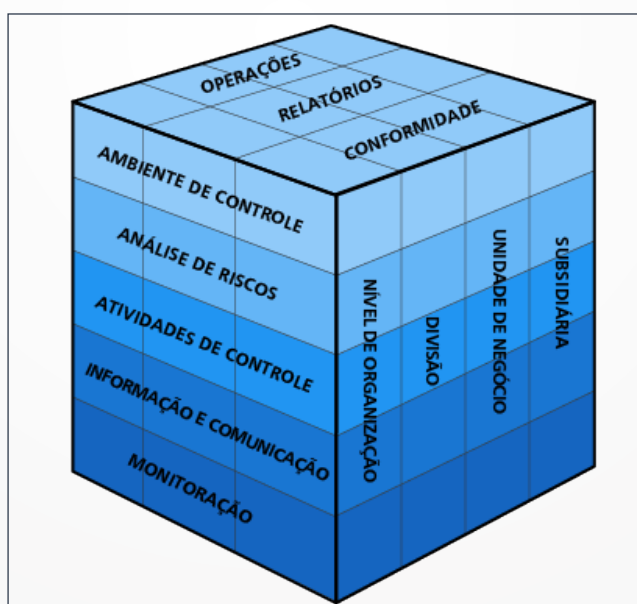 OPERAÇÕES
RELATÓRIOS
CONFORMIDADE
AMBIENTE DE CONTROLE
ANÁLISE DE RISCOS
ATIVIDADEs DE CONTROLE
INFORMAÇÃO E COMUNICAÇÃO
MONITORAÇÃO
NÍVEL DE ORGANIZAÇÃO
DIVISÃO
UNIDADE DE NEGÓCIO
SUBSIDIÁRIA